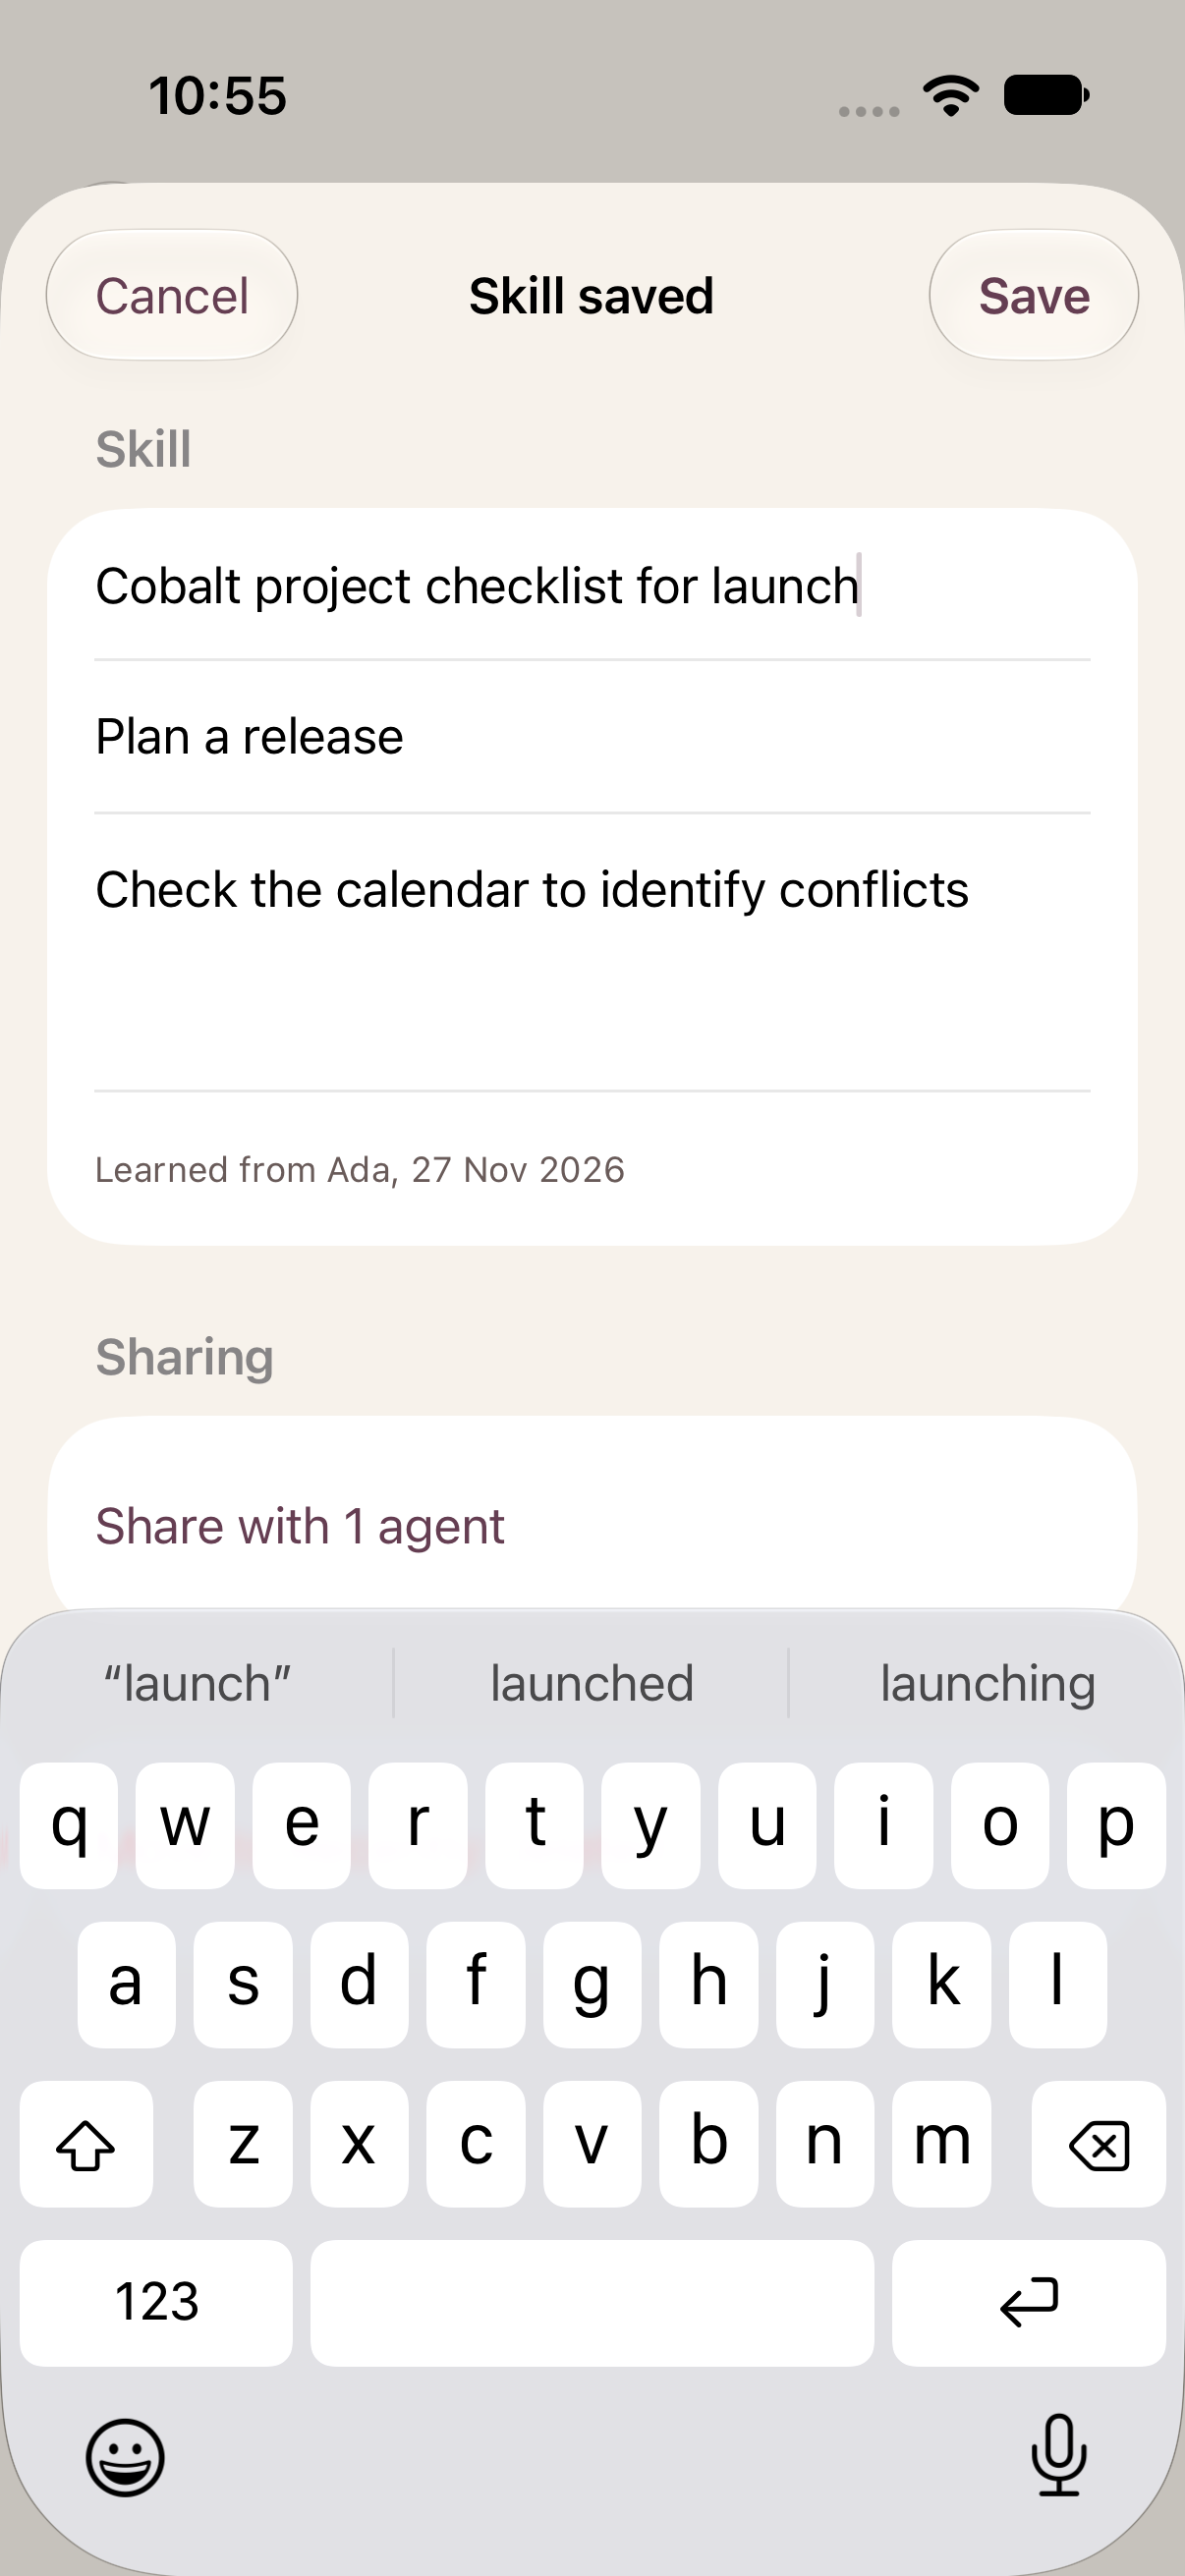 10:55
Cancel
Skill saved
Save
Skill
Cobalt project checklist for launch
Plan a release
Check the calendar to identify conflicts
Learned from Ada, 27 Nov 2026
Sharing
Share with 1 agent
“launch” launched launching
q w e r t y u i o p
a s d f g h j k l
z x c v b n m
123